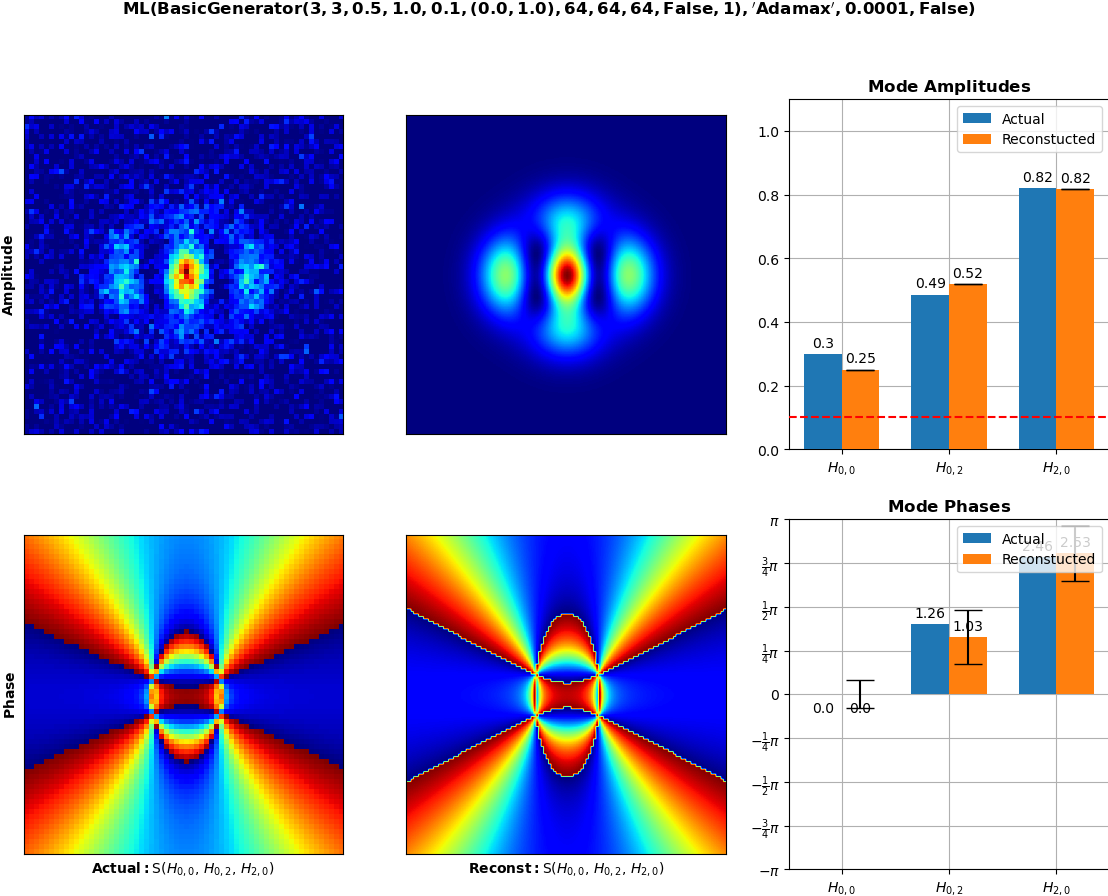 ML(BasicGenerator(3, 3, 0.5, 1.0, 0.1, (0.0, 1.0), 64, 64, 64, False, 1), 'Adamax', 0.0001, False)
Mode Amplitudes
Actual
Reconstucted
1.0
0.8
0.6
0.4
0.2
0.0
0.3
0.25
0.49
0.52
0.82
0.82
H0,0
H0,2
H2,0
Amplitude
Mode Phases
Actual
Reconstucted
π
3/4π
1/2π
1/4π
0
−1/4π
−1/2π
−3/4π
−π
0.0
0.0
1.26
1.03
2.46
2.53
H0,0
H0,2
H2,0
Phase
Actual: S(H0,0, H0,2, H2,0)
Reconst: S(H0,0, H0,2, H2,0)